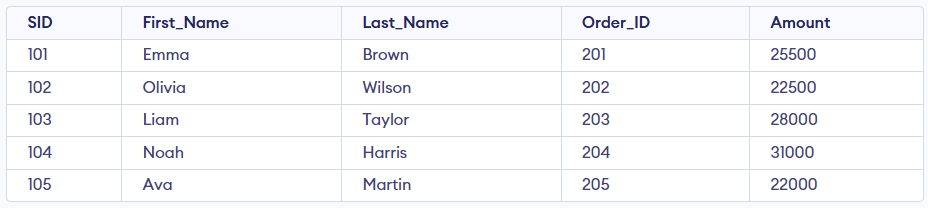 SID First_Name Last_Name Order_ID Amount
101 Emma Brown 201 25500
102 Olivia Wilson 202 22500
103 Liam Taylor 203 28000
104 Noah Harris 204 31000
105 Ava Martin 205 22000